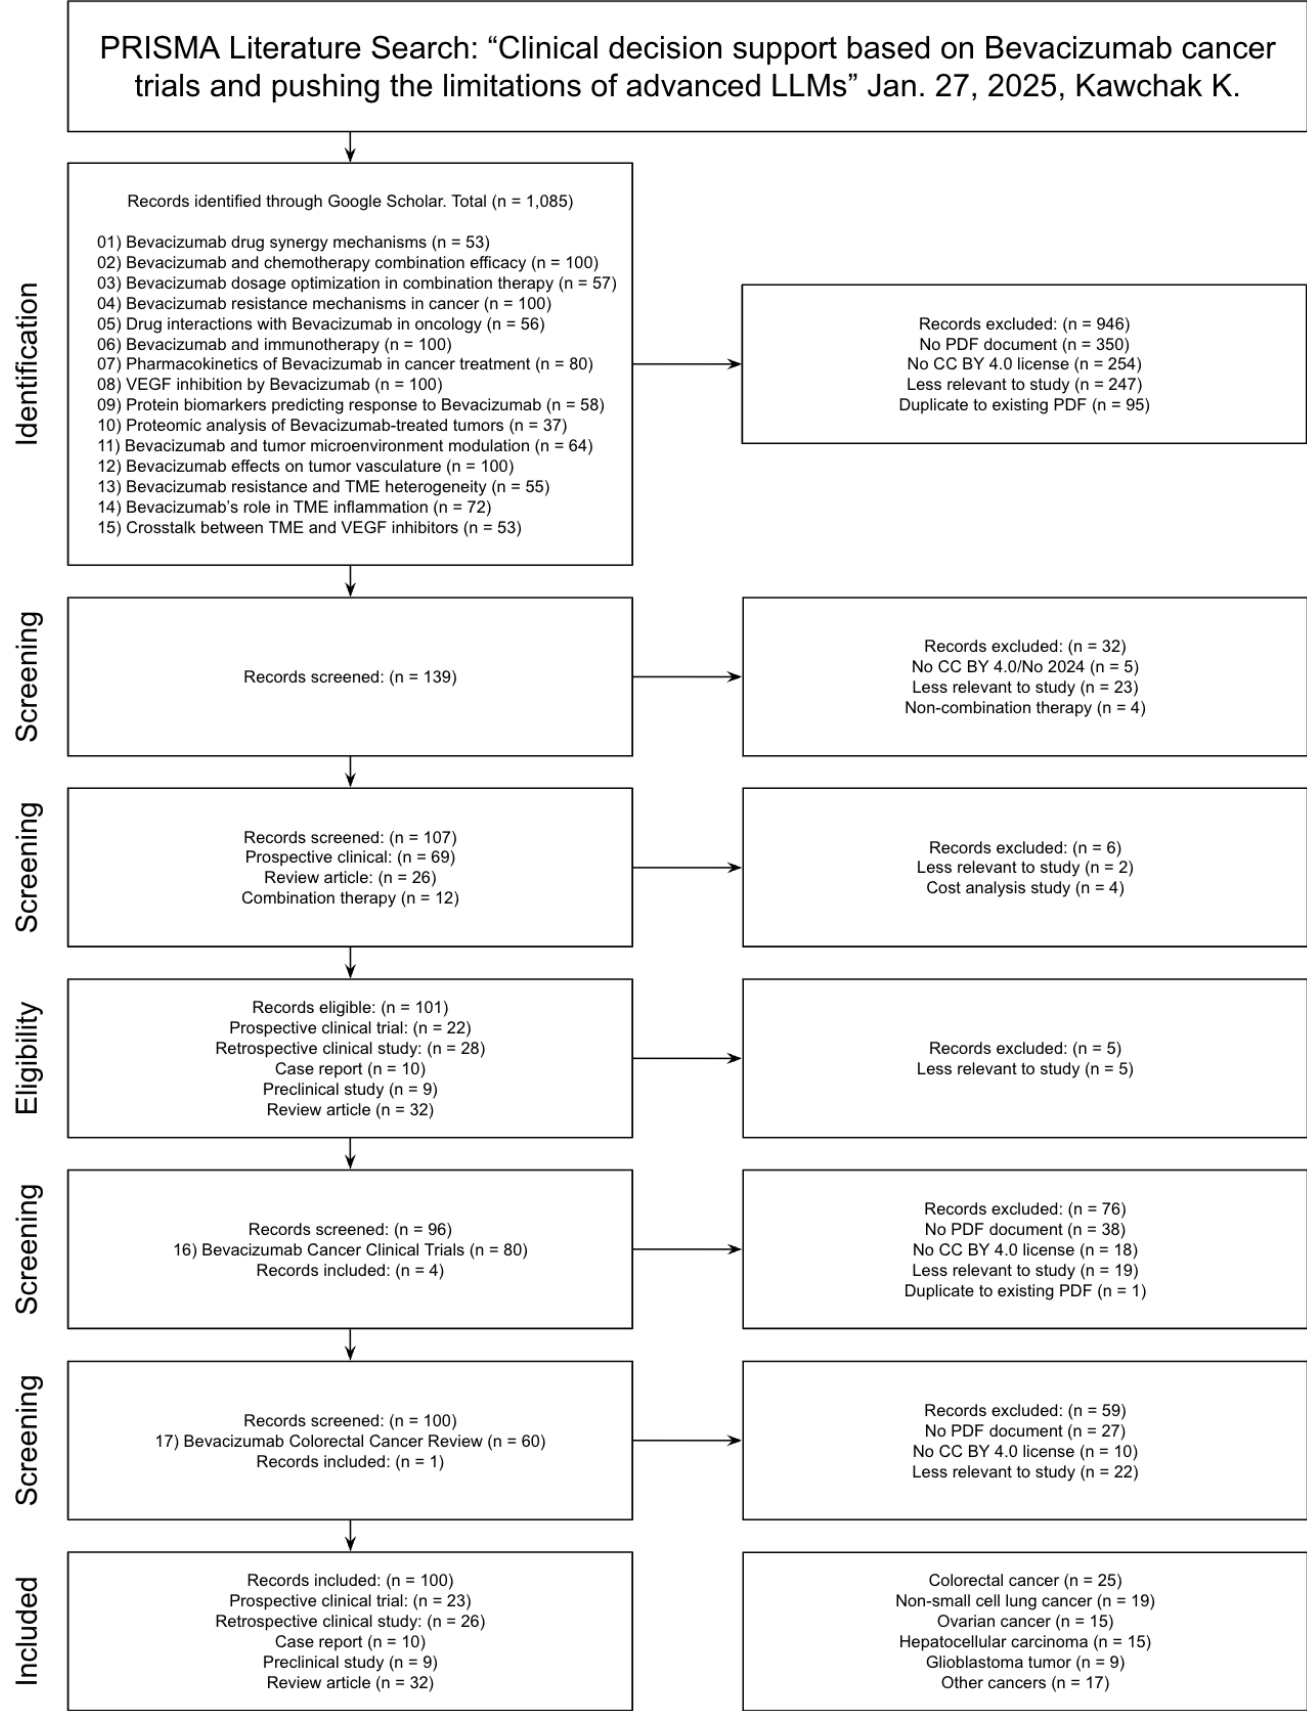 PRISMA Literature Search: “Clinical decision support based on Bevacizumab cancer
trials and pushing the limitations of advanced LLMs” Jan. 27, 2025, Kawchak K.
Identification
Records identified through Google Scholar. Total (n = 1,085)
01) Bevacizumab drug synergy mechanisms (n = 53)
02) Bevacizumab and chemotherapy combination efficacy (n = 100)
03) Bevacizumab dosage optimization in combination therapy (n = 57)
04) Bevacizumab resistance mechanisms in cancer (n = 100)
05) Drug interactions with Bevacizumab in oncology (n = 56)
06) Bevacizumab and immunotherapy (n = 100)
07) Pharmacokinetics of Bevacizumab in cancer treatment (n = 80)
08) VEGF inhibition by Bevacizumab (n = 100)
09) Protein biomarkers predicting response to Bevacizumab (n = 58)
10) Proteomic analysis of Bevacizumab-treated tumors (n = 37)
11) Bevacizumab and tumor microenvironment modulation (n = 64)
12) Bevacizumab effects on tumor vasculature (n = 100)
13) Bevacizumab resistance and TME heterogeneity (n = 55)
14) Bevacizumab’s role in TME inflammation (n = 72)
15) Crosstalk between TME and VEGF inhibitors (n = 53)
Records excluded: (n = 946)
No PDF document (n = 350)
No CC BY 4.0 license (n = 254)
Less relevant to study (n = 247)
Duplicate to existing PDF (n = 95)
Screening
Records screened: (n = 139)
Records excluded: (n = 32)
No CC BY 4.0/No 2024 (n = 5)
Less relevant to study (n = 23)
Non-combination therapy (n = 4)
Screening
Records screened: (n = 107)
Prospective clinical: (n = 69)
Review article: (n = 26)
Combination therapy (n = 12)
Records excluded: (n = 6)
Less relevant to study (n = 2)
Cost analysis study (n = 4)
Eligibility
Records eligible: (n = 101)
Prospective clinical trial: (n = 22)
Retrospective clinical study: (n = 28)
Case report (n = 10)
Preclinical study (n = 9)
Review article (n = 32)
Records excluded: (n = 5)
Less relevant to study (n = 5)
Screening
Records screened: (n = 96)
16) Bevacizumab Cancer Clinical Trials (n = 80)
Records included: (n = 4)
Records excluded: (n = 76)
No PDF document (n = 38)
No CC BY 4.0 license (n = 18)
Less relevant to study (n = 19)
Duplicate to existing PDF (n = 1)
Screening
Records screened: (n = 100)
17) Bevacizumab Colorectal Cancer Review (n = 60)
Records included: (n = 1)
Records excluded: (n = 59)
No PDF document (n = 27)
No CC BY 4.0 license (n = 10)
Less relevant to study (n = 22)
Included
Records included: (n = 100)
Prospective clinical trial: (n = 23)
Retrospective clinical study: (n = 26)
Case report (n = 10)
Preclinical study (n = 9)
Review article (n = 32)
Colorectal cancer (n = 25)
Non-small cell lung cancer (n = 19)
Ovarian cancer (n = 15)
Hepatocellular carcinoma (n = 15)
Glioblastoma tumor (n = 9)
Other cancers (n = 17)